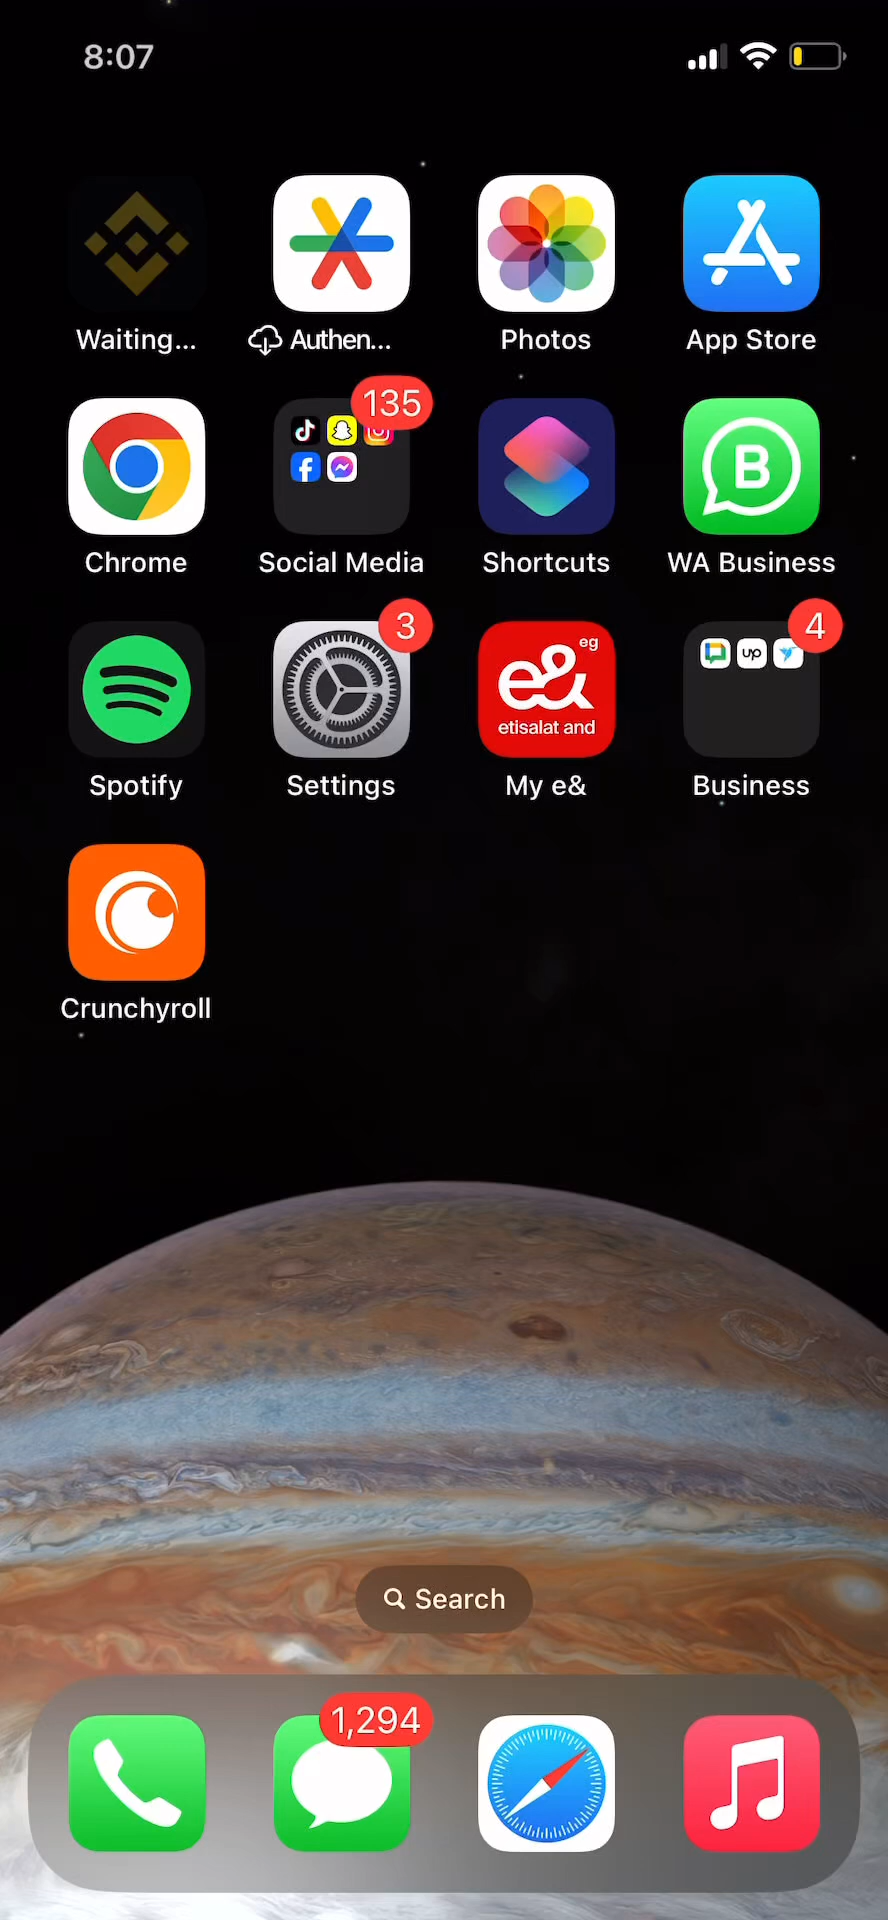 8:07
Waiting...
Authen...
Photos
App Store
135
Chrome
Social Media
Shortcuts
B
WA Business
3
eg
e&
etisalat and
up
4
Spotify
Settings
My e&
Business
Crunchyroll
Search
1,294